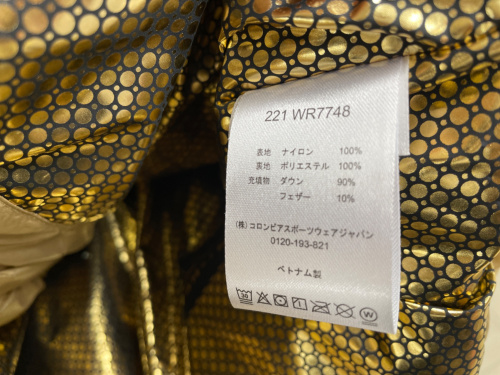 221 WR7748
表地 ナイロン 100%
裏地 ポリエステル 100%
充填物 ダウン 90%
フェザー 10%
(株) コロンビアスポーツウェアジャパン
0120-193-821
ベトナム製